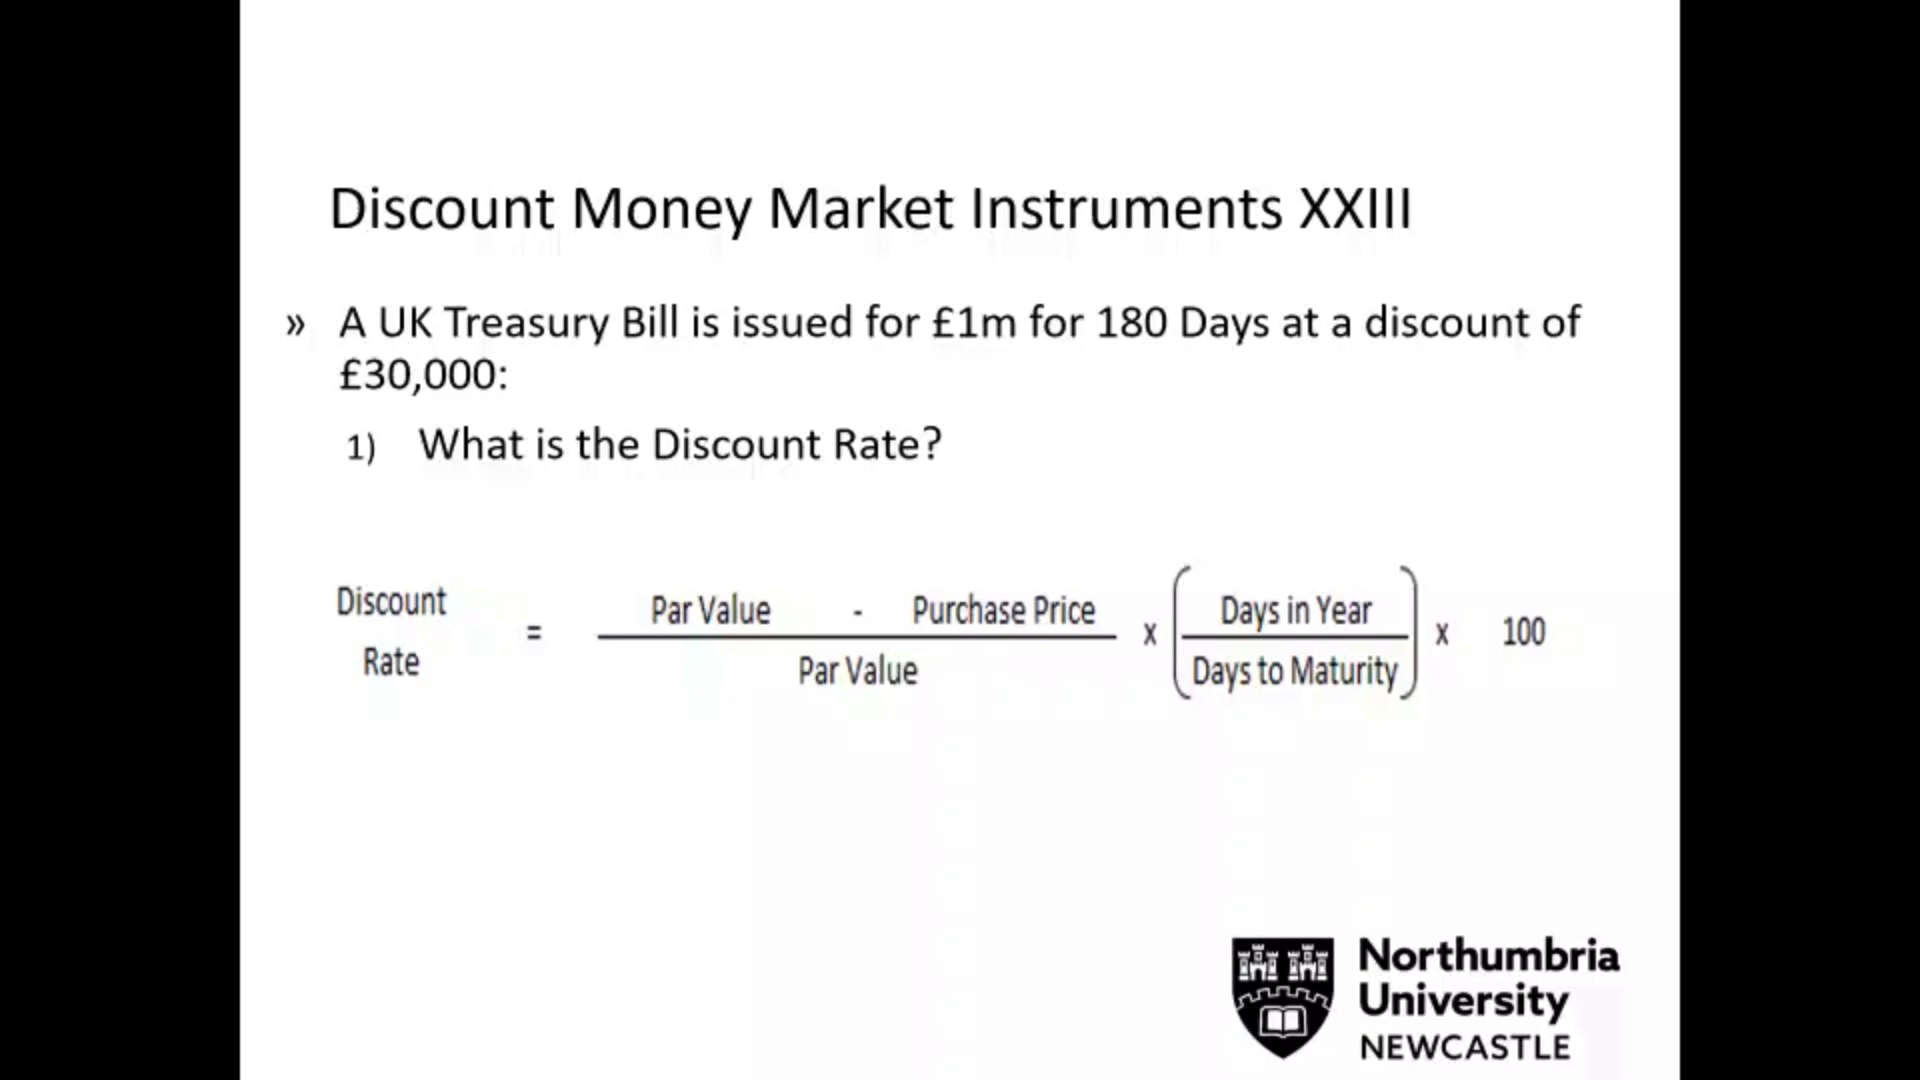 Discount Money Market Instruments XXIII
» A UK Treasury Bill is issued for £1m for 180 Days at a discount of
£30,000:
1) What is the Discount Rate?
Discount
Rate
=
Par Value - Purchase Price
Par Value
x
Days in Year
Days to Maturity
x 100
Northumbria
University
NEWCASTLE